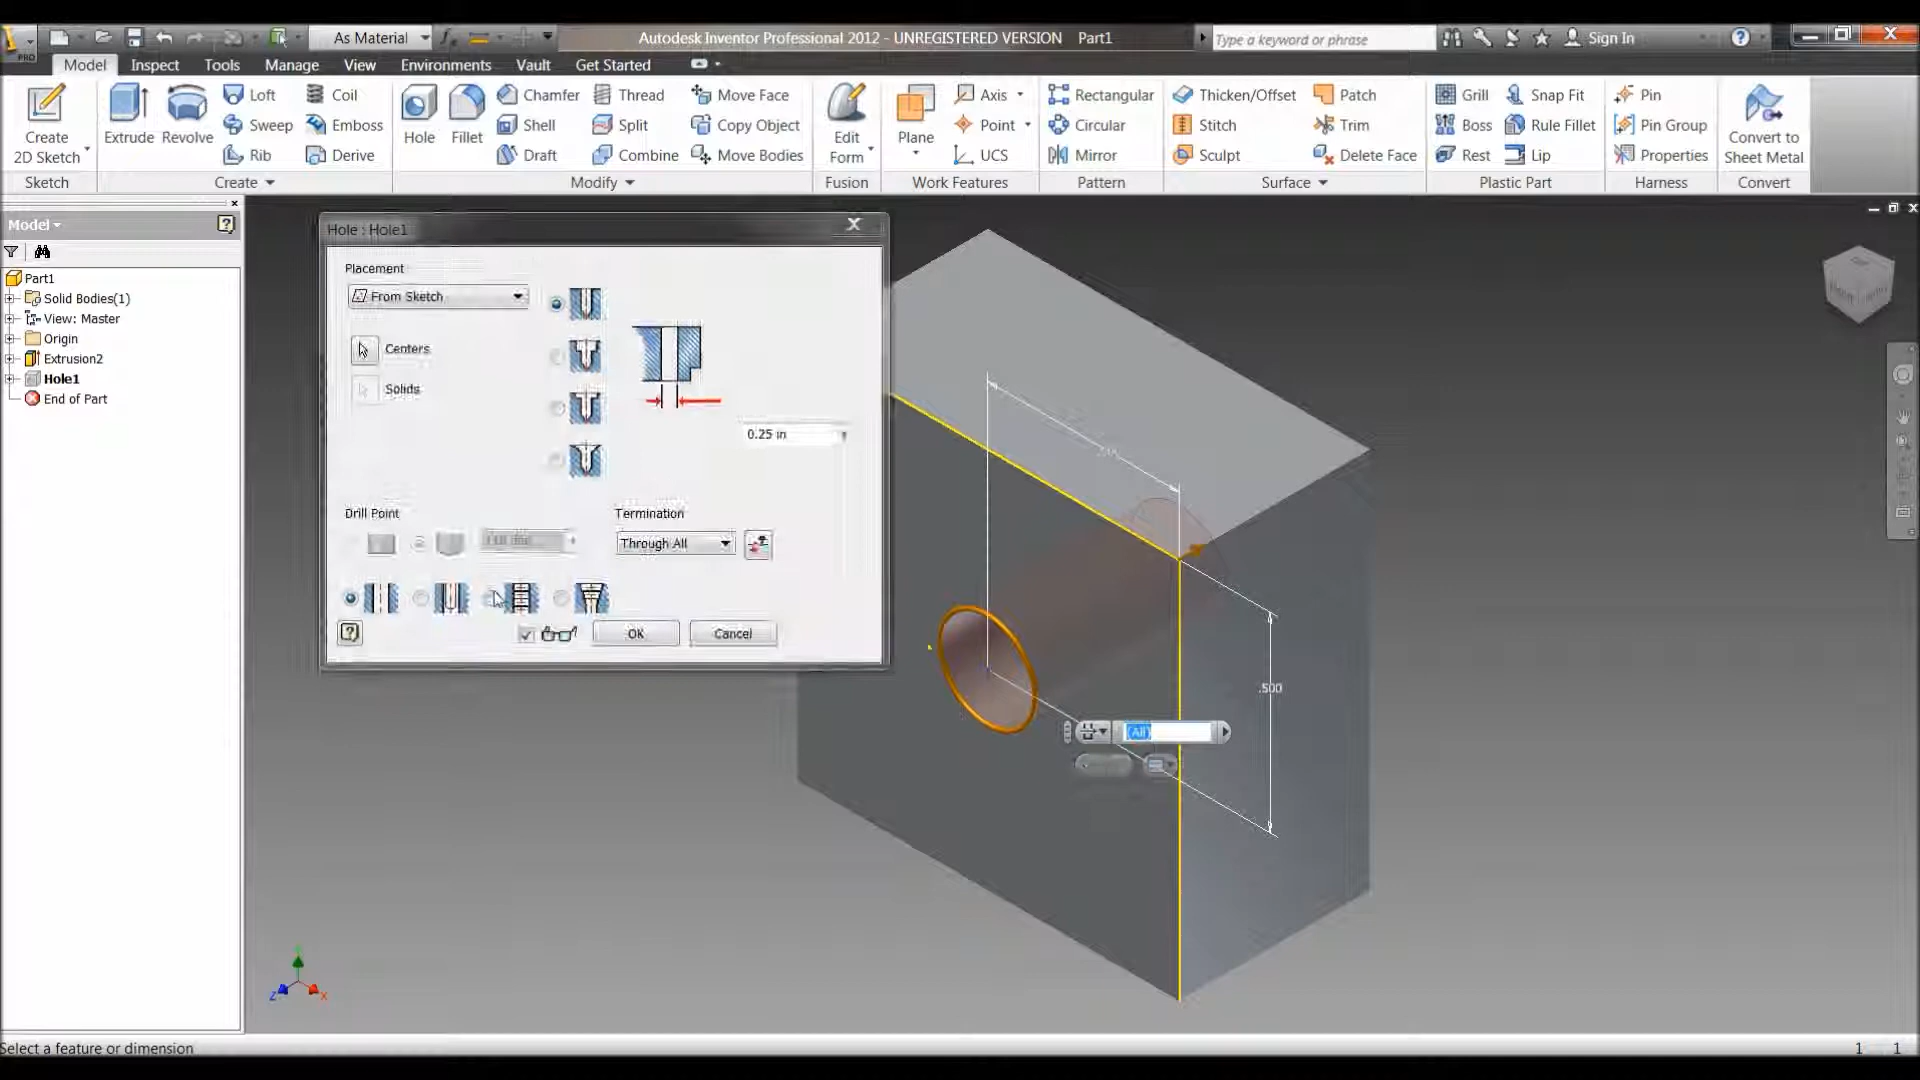 As Material
Autodesk Inventor Professional 2012 - UNREGISTERED VERSION Part1
Type a keyword or phrase
Sign In
PRO
Model Inspect Tools Manage View Environments Vault Get Started
Create 2D Sketch
Extrude
Revolve
Loft
Sweep
Rib
Coil
Emboss
Derive
Hole
Fillet
Chamfer
Shell
Draft
Thread
Split
Combine
Move Face
Copy Object
Move Bodies
Edit Form
Plane
Axis
Point
UCS
Rectangular
Circular
Mirror
Thicken/Offset
Stitch
Sculpt
Patch
Trim
Delete Face
Grill
Boss
Rest
Snap Fit
Rule Fillet
Lip
Pin
Pin Group
Properties
Convert to Sheet Metal
Sketch Create Modify Fusion Work Features Pattern Surface Plastic Part Harness Convert
Model
Part1
Solid Bodies(1)
View: Master
Origin
Extrusion2
Hole1
End of Part
Hole : Hole1
Placement
From Sketch
Centers
Solids
0.25 in
Drill Point
Termination
Through All
OK
Cancel
.500
(All)
X
Z
Select a feature or dimension
1 1